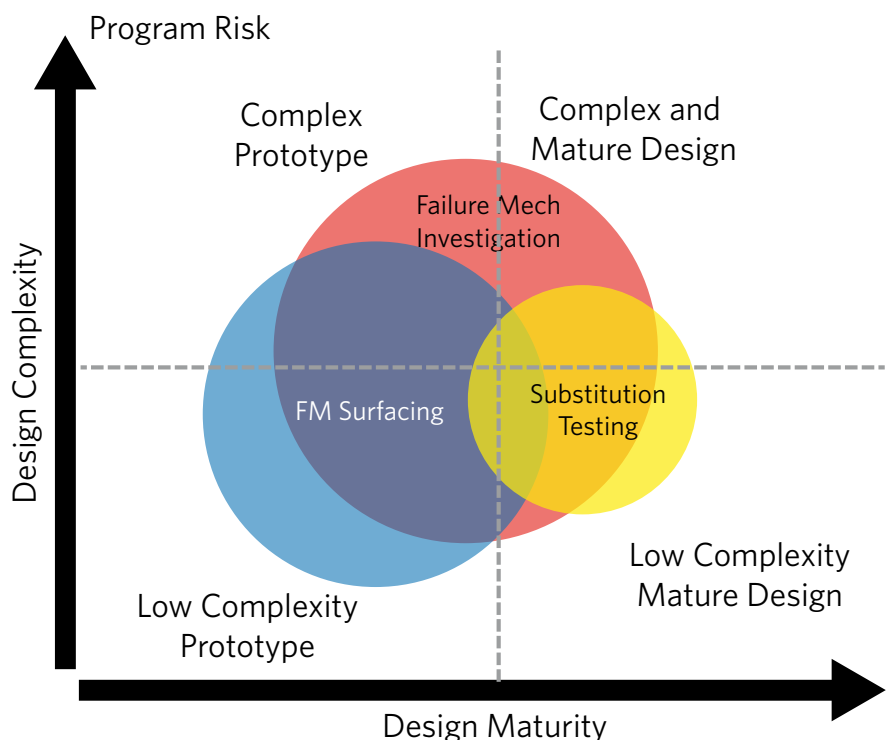 Program Risk
Complex
Prototype
Complex and
Mature Design
Failure Mech
Investigation
Design Complexity
FM Surfacing
Substitution
Testing
Low Complexity
Prototype
Low Complexity
Mature Design
Design Maturity